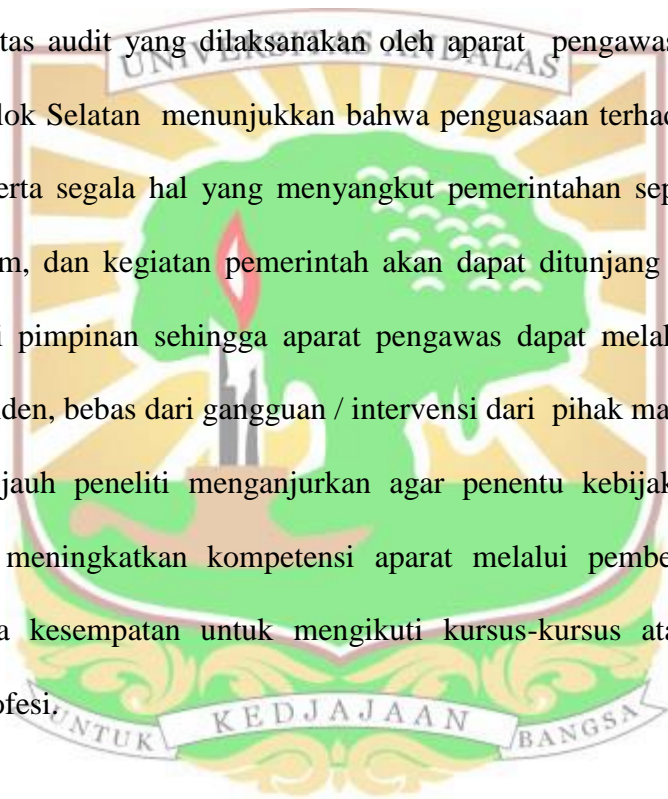 tas audit yang dilaksanakan oleh aparat pengawas
UNIVERSITAS ANDALAS
lok Selatan menunjukkan bahwa penguasaan terhad
erta segala hal yang menyangkut pemerintahan sep
m, dan kegiatan pemerintah akan dapat ditunjang
i pimpinan sehingga aparat pengawas dapat melak
den, bebas dari gangguan / intervensi dari pihak ma
jauh peneliti menganjurkan agar penentu kebijak
meningkatkan kompetensi aparat melalui pembe
a kesempatan untuk mengikuti kursus-kursus ata
ofesi.
UNTUK KEDJAJAAN BANGSA